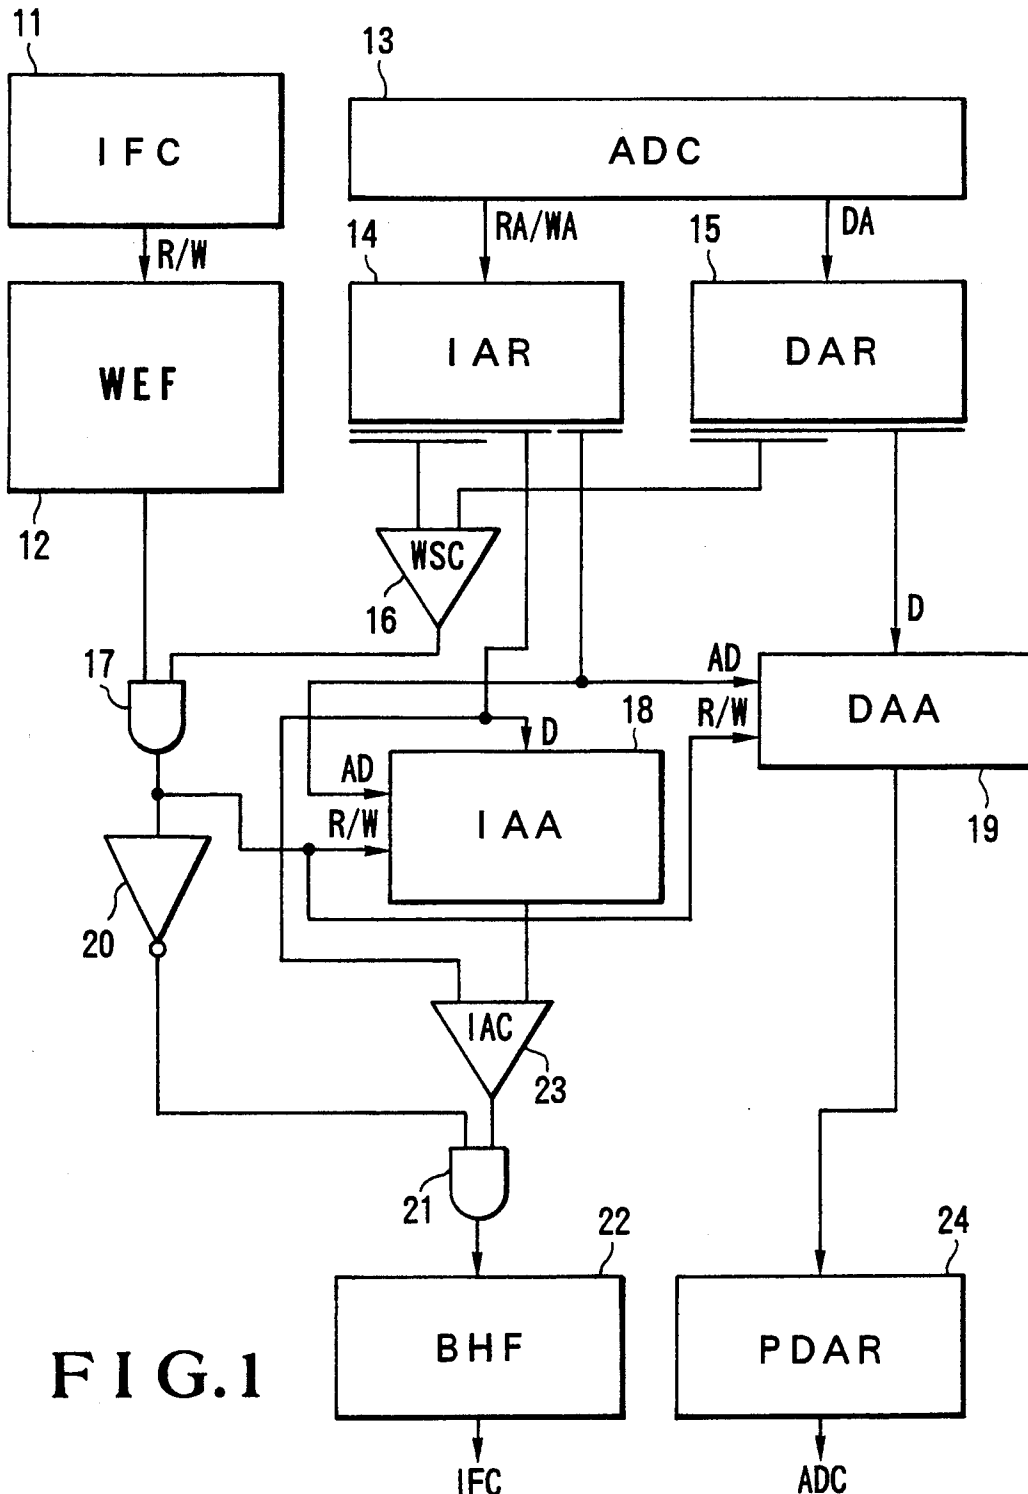 11
13
IFC
ADC
R/W
14
RA/WA
15
DA
WEF
IAR
DAR
12
WSC
16
D
17
AD
DAA
R/W
18
D
AD
IAA
R/W
19
20
IAC
23
21
22
24
BHF
PDAR
FIG.1
IFC
ADC